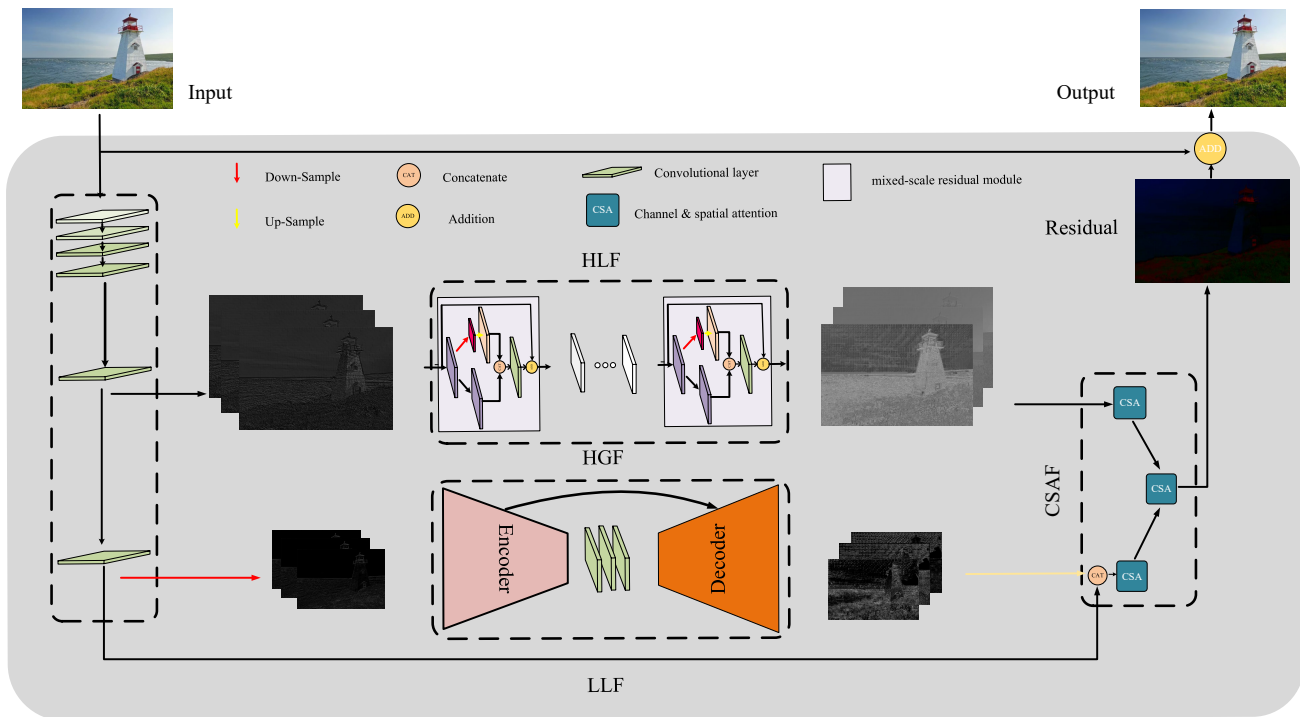 Input
Output
ADD
Down-Sample
CAT
Concatenate
Convolutional layer
mixed-scale residual module
Up-Sample
ADD
Addition
CSA
Channel & spatial attention
Residual
HLF
HGF
CSA
CSA
CSAF
Encoder
Decoder
CAT
CSA
LLF